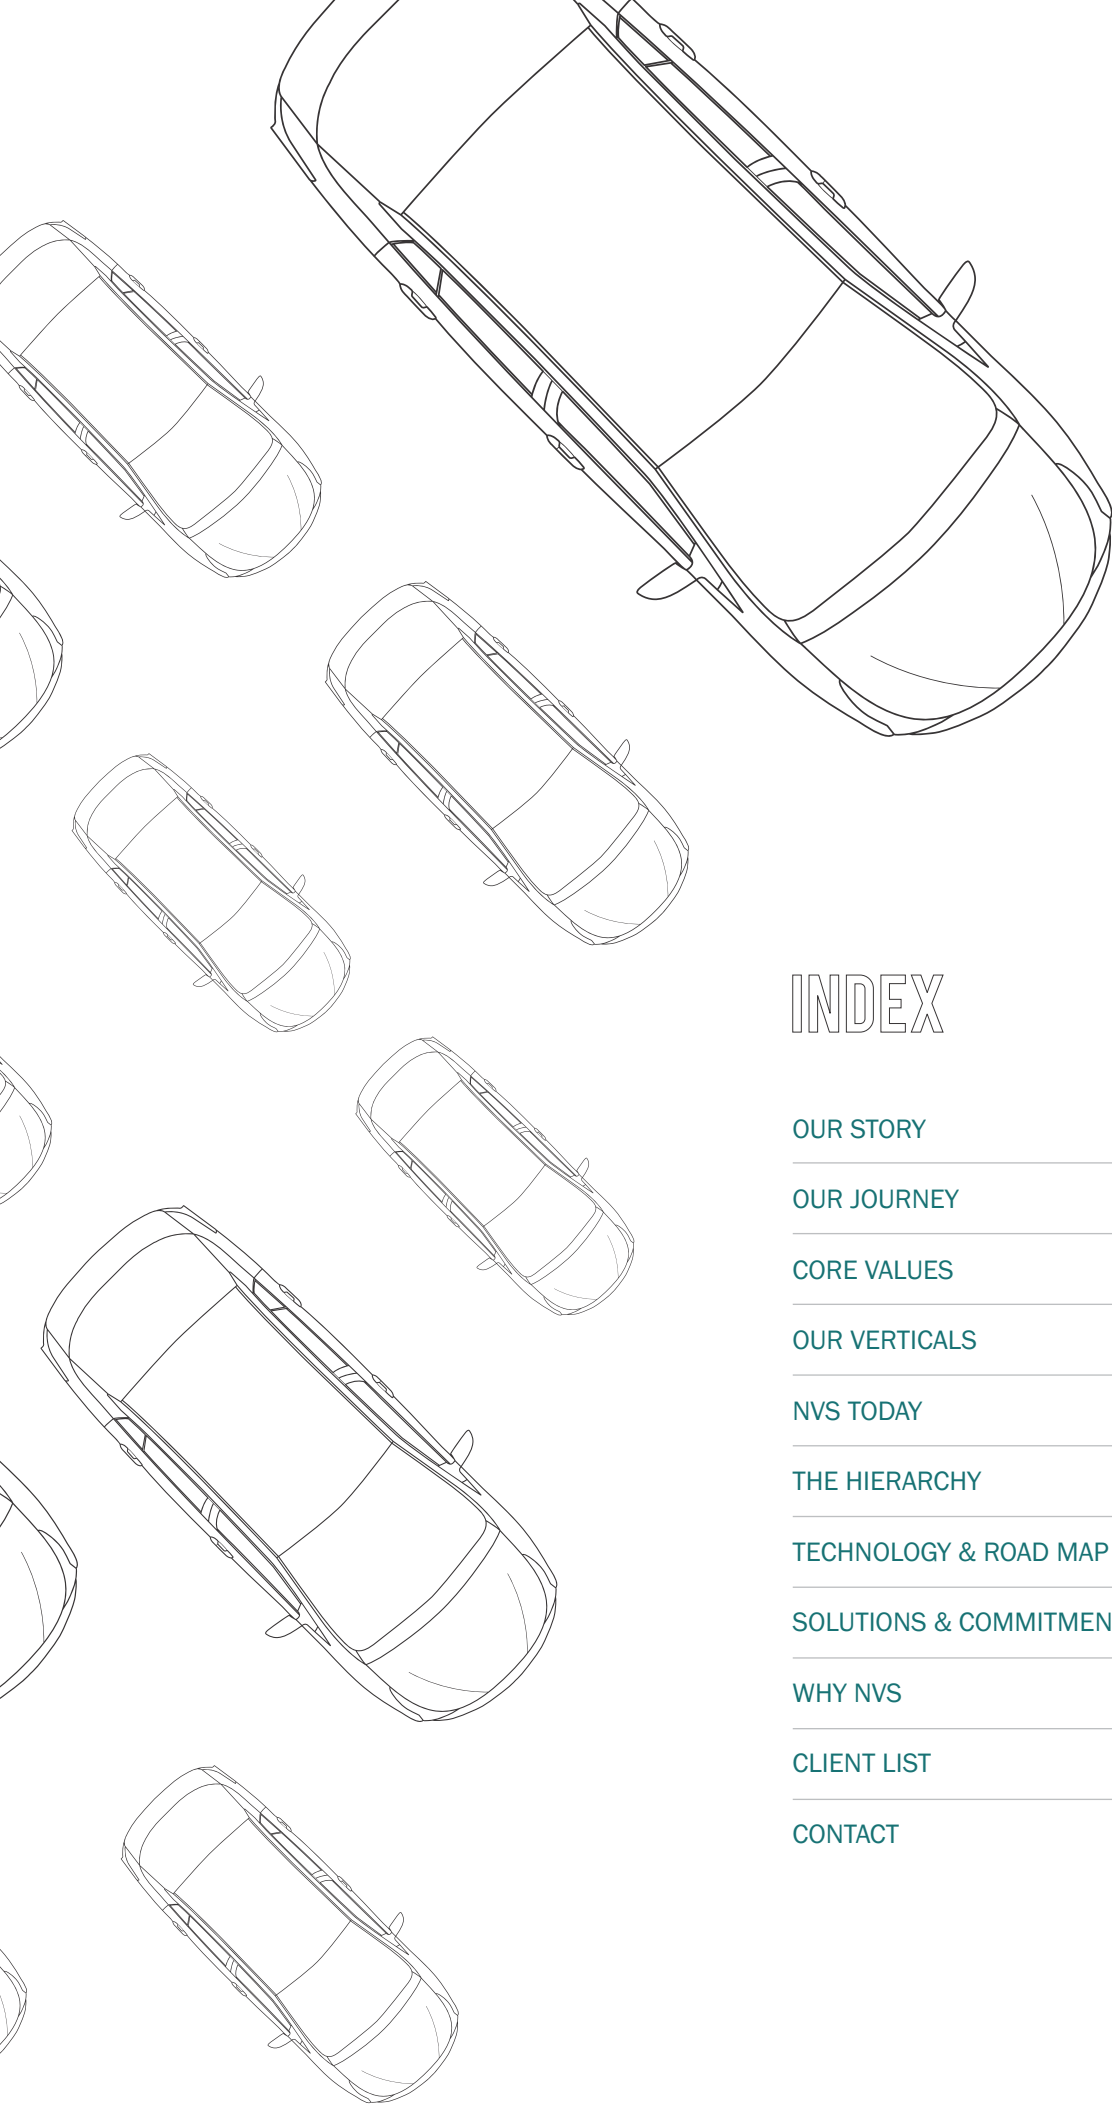 INDEX
OUR STORY
OUR JOURNEY
CORE VALUES
OUR VERTICALS
NVS TODAY
THE HIERARCHY
TECHNOLOGY & ROAD MAP
SOLUTIONS & COMMITMEN
WHY NVS
CLIENT LIST
CONTACT